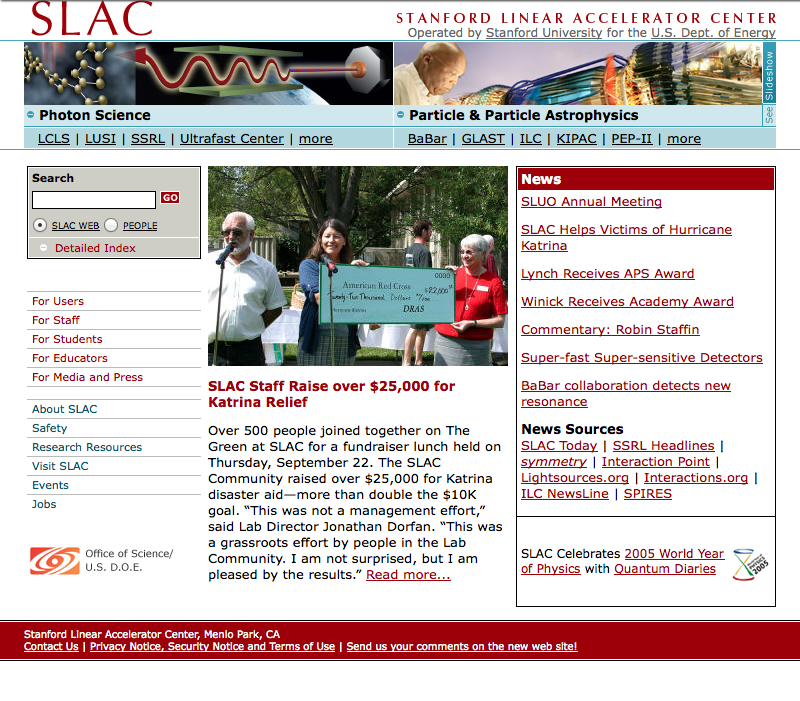 SLAC
STANFORD LINEAR ACCELERATOR CENTER
Operated by Stanford University for the U.S. Dept. of Energy
See Slideshow
Photon Science
LCLS | LUSI | SSRL | Ultrafast Center | more
Particle & Particle Astrophysics
BaBar | GLAST | ILC | KIPAC | PEP-II | more
Search
GO
SLAC WEB PEOPLE
Detailed Index
For Users
For Staff
For Students
For Educators
For Media and Press
About SLAC
Safety
Research Resources
Visit SLAC
Events
Jobs
Office of Science/
U.S. D.O.E.
0000
American Red Cross
$22,000
Twenty-Two Thousand Dollars
DRAS
SLAC Staff Raise over $25,000 for
Katrina Relief
Over 500 people joined together on The
Green at SLAC for a fundraiser lunch held on
Thursday, September 22. The SLAC
Community raised over $25,000 for Katrina
disaster aid—more than double the $10K
goal. “This was not a management effort,”
said Lab Director Jonathan Dorfan. “This was
a grassroots effort by people in the Lab
Community. I am not surprised, but I am
pleased by the results.” Read more...
News
SLUO Annual Meeting
SLAC Helps Victims of Hurricane
Katrina
Lynch Receives APS Award
Winick Receives Academy Award
Commentary: Robin Staffin
Super-fast Super-sensitive Detectors
BaBar collaboration detects new
resonance
News Sources
SLAC Today | SSRL Headlines |
symmetry | Interaction Point |
Lightsources.org | Interactions.org |
ILC NewsLine | SPIRES
SLAC Celebrates 2005 World Year
of Physics with Quantum Diaries
2005
Stanford Linear Accelerator Center, Menlo Park, CA
Contact Us | Privacy Notice, Security Notice and Terms of Use | Send us your comments on the new web site!